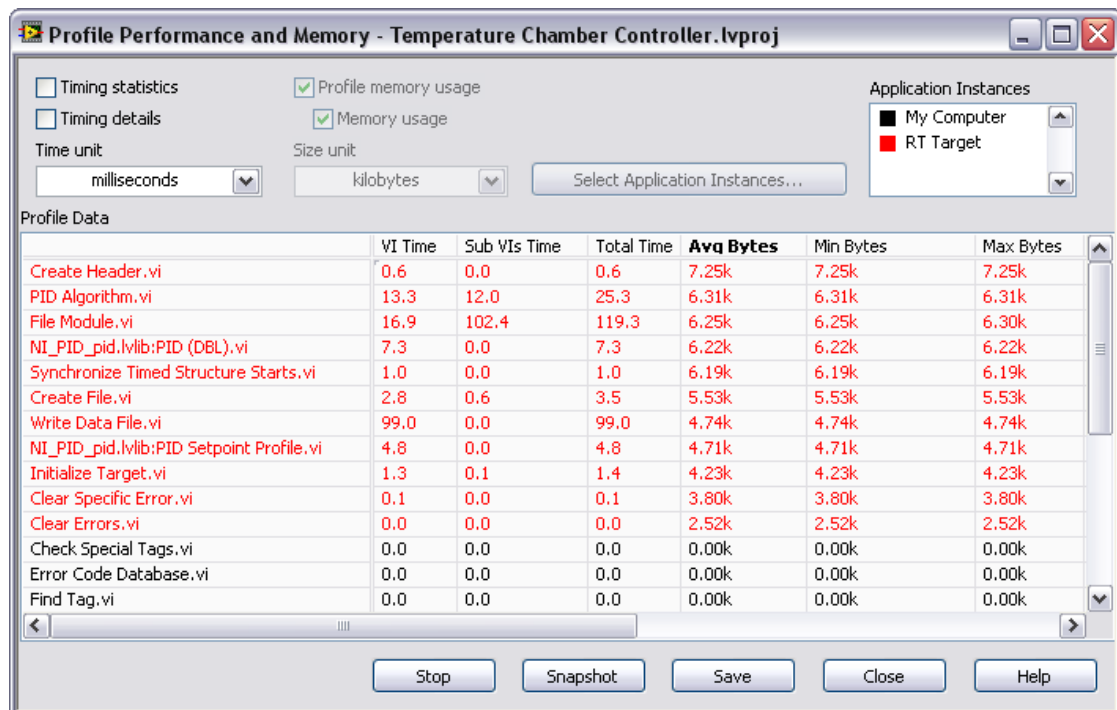 Profile Performance and Memory - Temperature Chamber Controller.lvproj
Timing statistics Profile memory usage Application Instances
Timing details Memory usage My Computer
Time unit Size unit RT Target
milliseconds kilobytes Select Application Instances...
Profile Data
VI Time Sub VIs Time Total Time Avg Bytes Min Bytes Max Bytes
Create Header.vi 0.6 0.0 0.6 7.25k 7.25k 7.25k
PID Algorithm.vi 13.3 12.0 25.3 6.31k 6.31k 6.31k
File Module.vi 16.9 102.4 119.3 6.25k 6.25k 6.30k
NI_PID_pid.lvlib:PID (DBL).vi 7.3 0.0 7.3 6.22k 6.22k 6.22k
Synchronize Timed Structure Starts.vi 1.0 0.0 1.0 6.19k 6.19k 6.19k
Create File.vi 2.8 0.6 3.5 5.53k 5.53k 5.53k
Write Data File.vi 99.0 0.0 99.0 4.74k 4.74k 4.74k
NI_PID_pid.lvlib:PID Setpoint Profile.vi 4.8 0.0 4.8 4.71k 4.71k 4.71k
Initialize Target.vi 1.3 0.1 1.4 4.23k 4.23k 4.23k
Clear Specific Error.vi 0.1 0.0 0.1 3.80k 3.80k 3.80k
Clear Errors.vi 0.0 0.0 0.0 2.52k 2.52k 2.52k
Check Special Tags.vi 0.0 0.0 0.0 0.00k 0.00k 0.00k
Error Code Database.vi 0.0 0.0 0.0 0.00k 0.00k 0.00k
Find Tag.vi 0.0 0.0 0.0 0.00k 0.00k 0.00k
Stop Snapshot Save Close Help